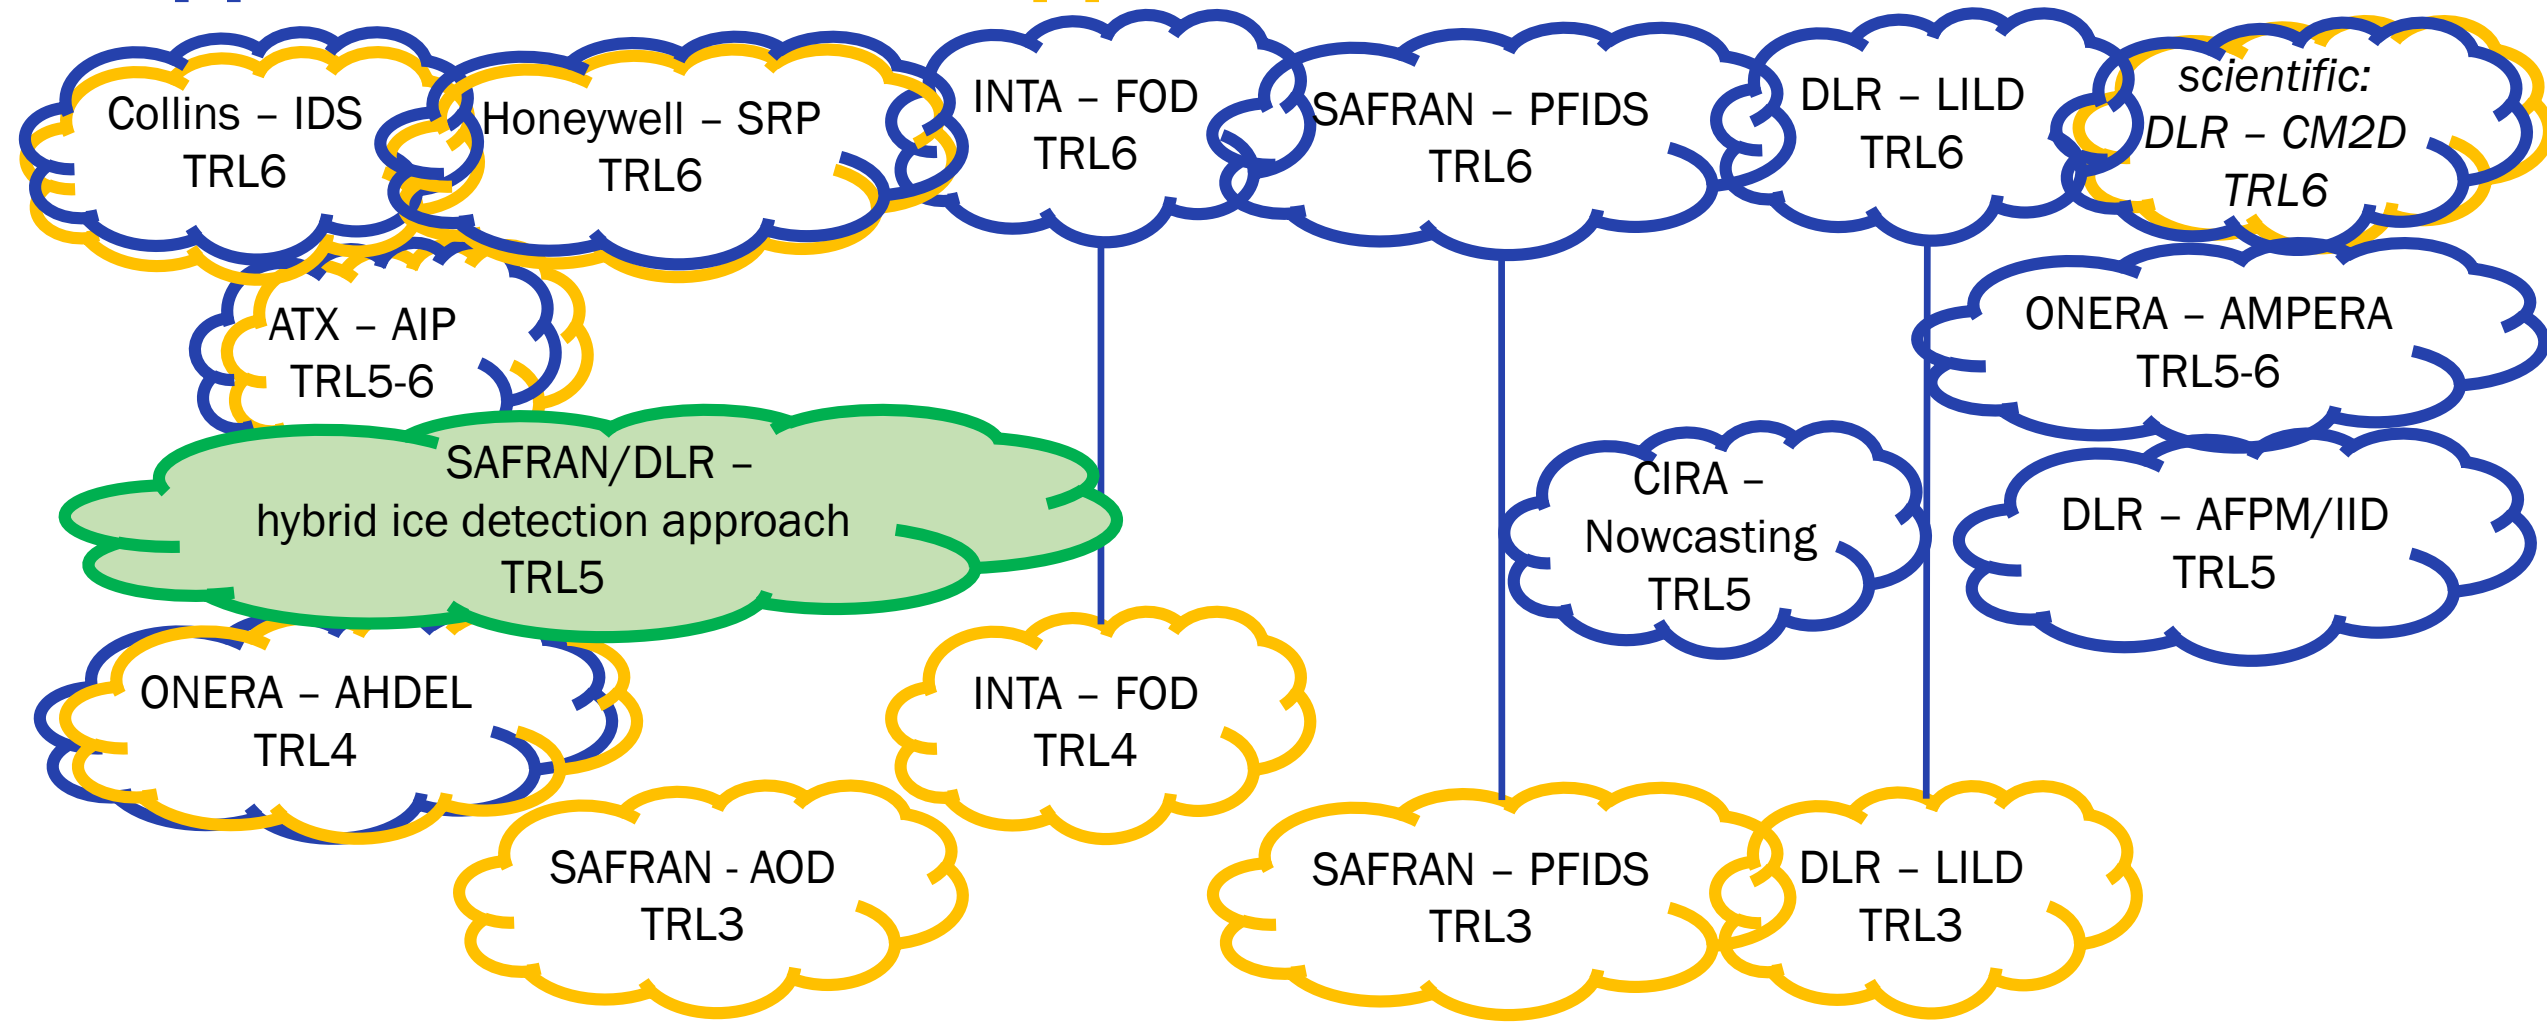 Collins – IDS
TRL6
Honeywell – SRP
TRL6
INTA – FOD
TRL6
SAFRAN – PFIDS
TRL6
DLR – LILD
TRL6
scientific:
DLR – CM2D
TRL6
ATX – AIP
TRL5-6
ONERA – AMPERA
TRL5-6
SAFRAN/DLR –
hybrid ice detection approach
TRL5
CIRA –
Nowcasting
TRL5
DLR – AFPM/IID
TRL5
ONERA – AHDEL
TRL4
INTA – FOD
TRL4
SAFRAN - AOD
TRL3
SAFRAN – PFIDS
TRL3
DLR – LILD
TRL3